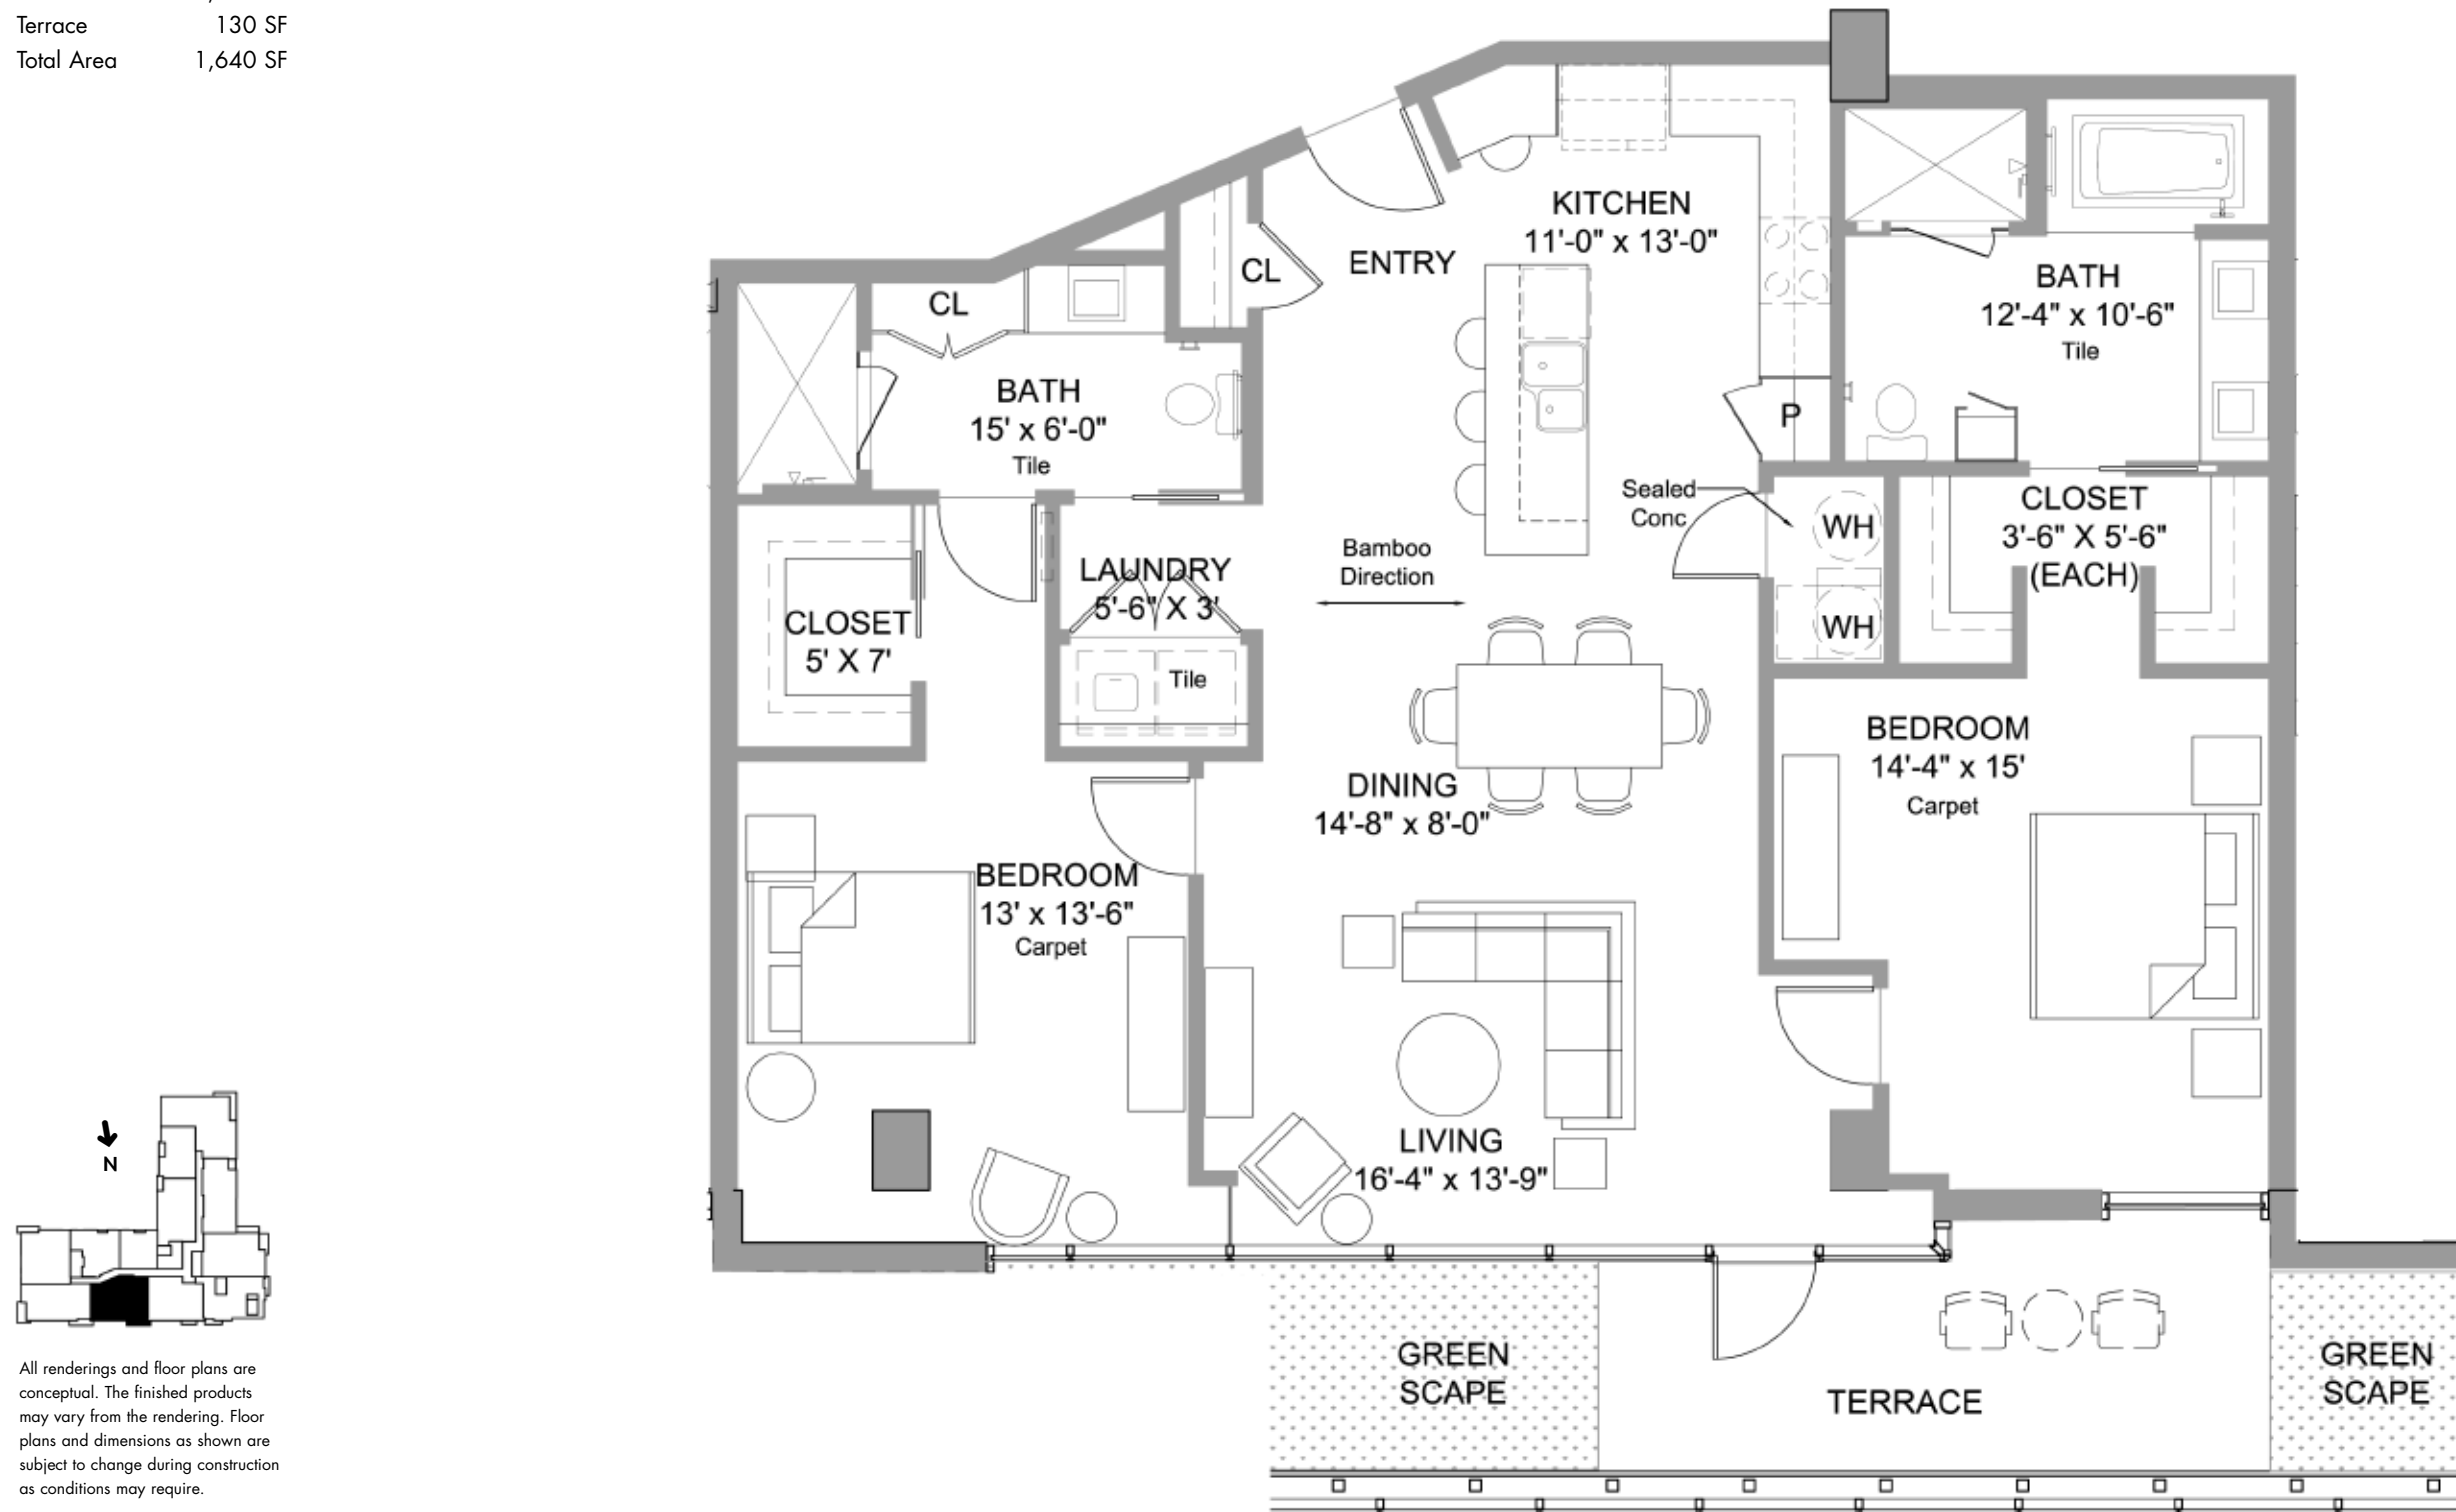 Terrace 130 SF
Total Area 1,640 SF
KITCHEN
11'-0" x 13'-0"
ENTRY
CL
CL
BATH
12'-4" x 10'-6"
Tile
BATH
15' x 6'-0"
Tile
P
Sealed
Conc
WH
WH
CLOSET
3'-6" X 5'-6"
(EACH)
Bamboo
Direction
LAUNDRY
5'-6" X 3'
Tile
CLOSET
5' X 7'
BEDROOM
14'-4" x 15'
Carpet
DINING
14'-8" x 8'-0"
BEDROOM
13' x 13'-6"
Carpet
LIVING
16'-4" x 13'-9"
N
GREEN
SCAPE
TERRACE
GREEN
SCAPE
All renderings and floor plans are
conceptual. The finished products
may vary from the rendering. Floor
plans and dimensions as shown are
subject to change during construction
as conditions may require.